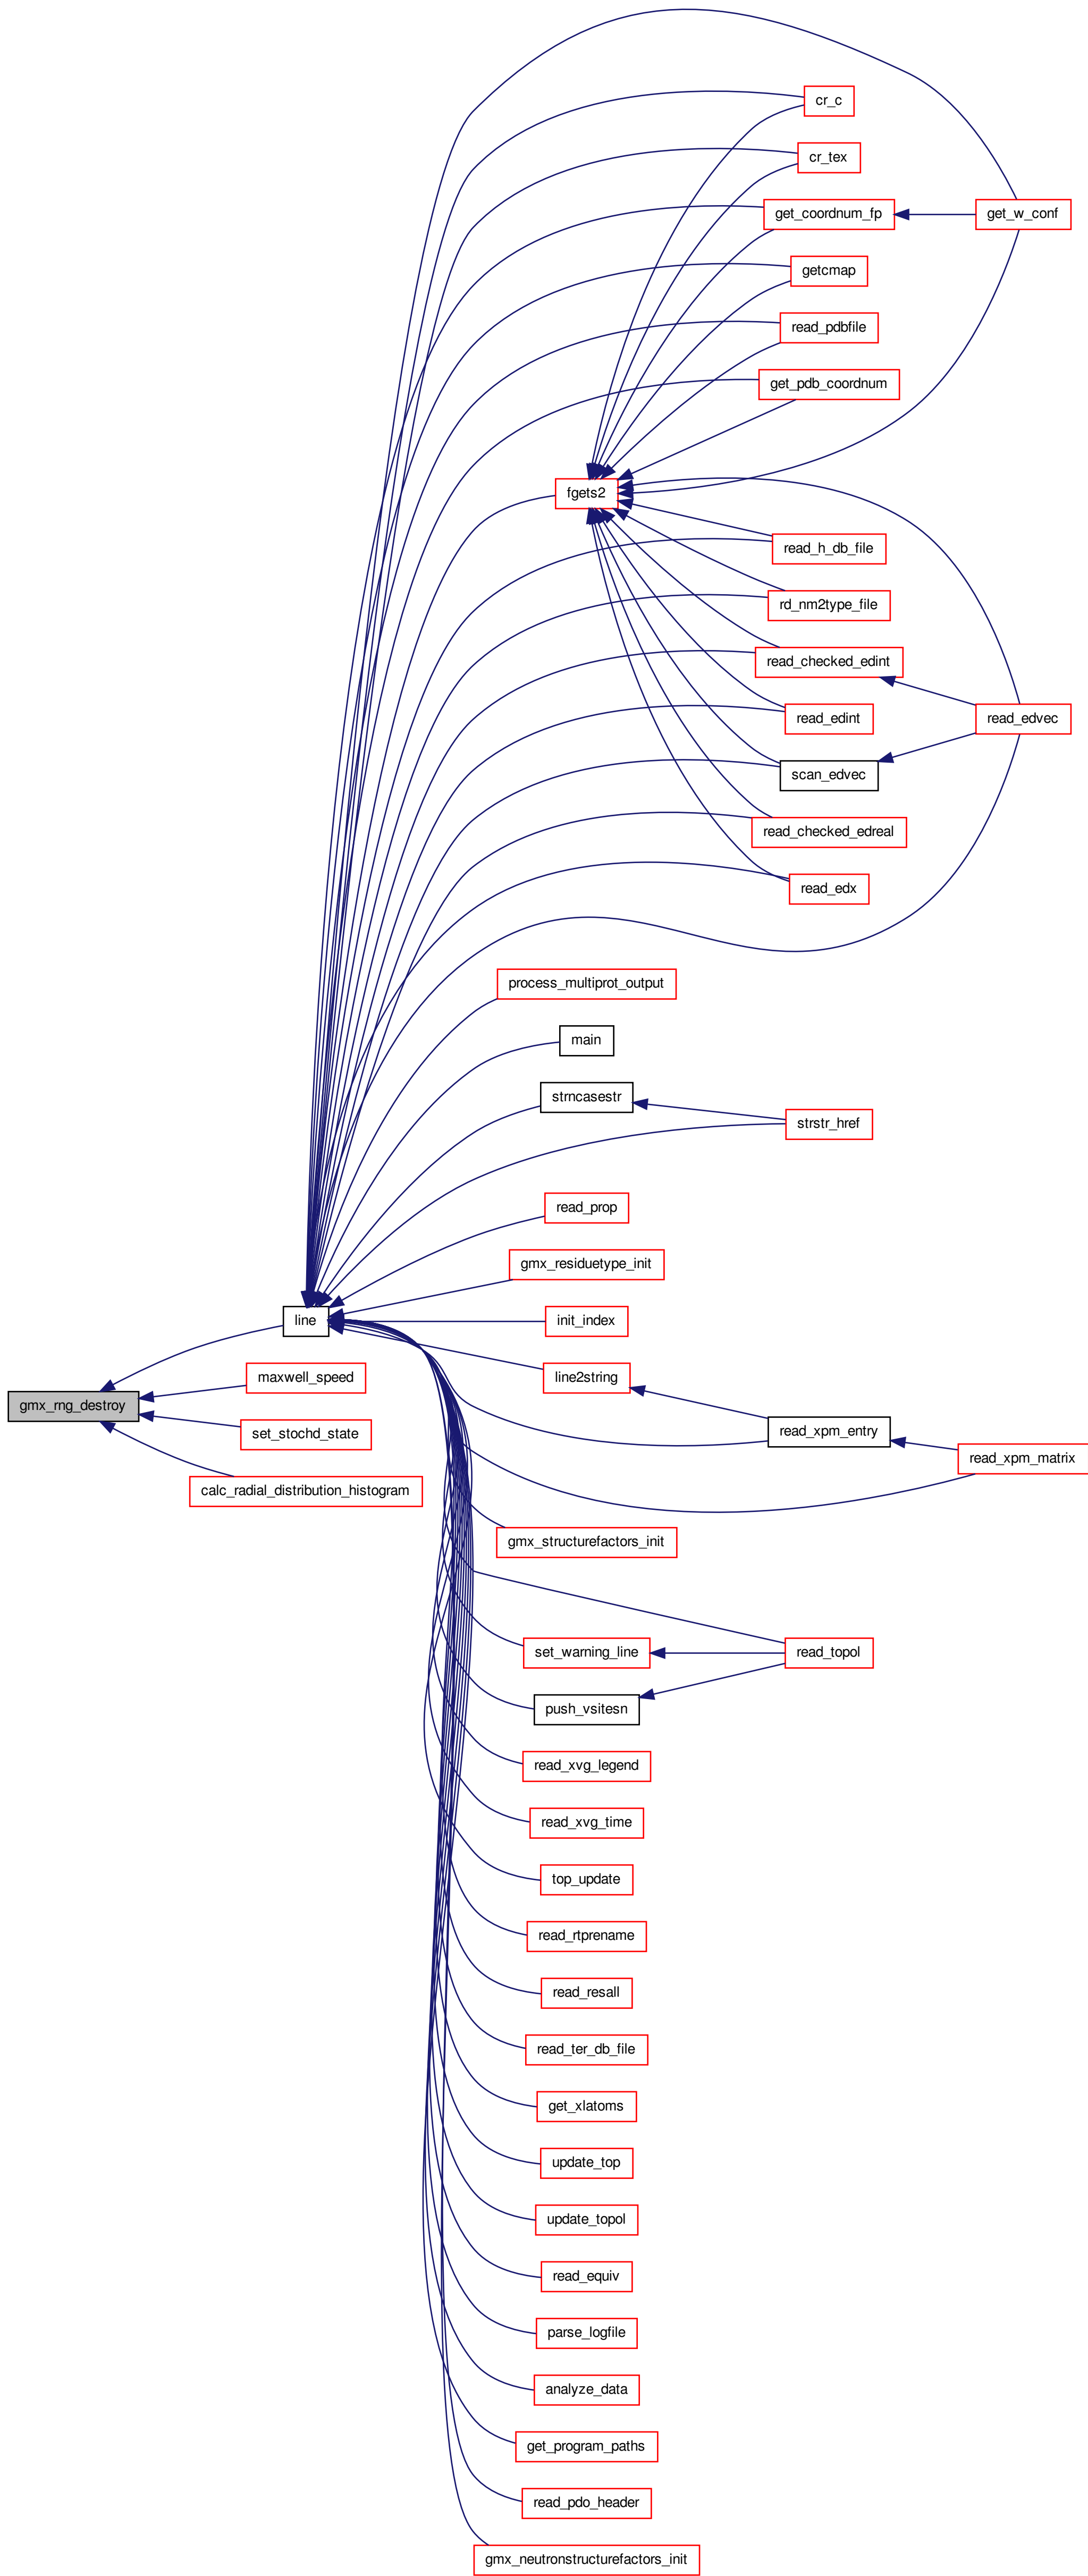 cr_c
cr_tex
get_coordnum_fp
get_w_conf
getcmap
read_pdbfile
get_pdb_coordnum
fgets2
read_h_db_file
rd_nm2type_file
read_checked_edint
read_edint
read_edvec
scan_edvec
read_checked_edreal
read_edx
process_multiprot_output
main
strncasestr
strstr_href
read_prop
gmx_residuetype_init
line
init_index
maxwell_speed
line2string
gmx_rng_destroy
set_stochd_state
read_xpm_entry
read_xpm_matrix
calc_radial_distribution_histogram
gmx_structurefactors_init
set_warning_line
read_topol
push_vsitesn
read_xvg_legend
read_xvg_time
top_update
read_rtprename
read_resall
read_ter_db_file
get_xlatoms
update_top
update_topol
read_equiv
parse_logfile
analyze_data
get_program_paths
read_pdo_header
gmx_neutronstructurefactors_init